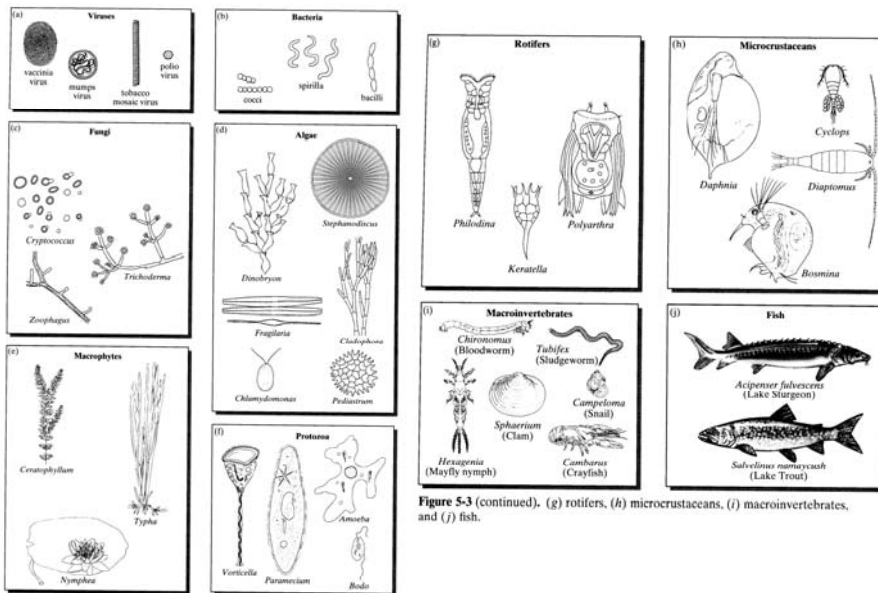 (a)
Viruses
vaccinia
virus
mumps
virus
tobacco
mosaic virus
polio
virus
(b)
Bacteria
cocci
spirilla
bacilli
(c)
Fungi
Cryptococcus
Trichoderma
Zoophagus
(d)
Algae
Stephanodiscus
Dinobryon
Fragilaria
Cladophora
Chlamydomonas
Pediastrum
(e)
Macrophytes
Ceratophyllum
Typha
Nymphea
(f)
Protozoa
Amoeba
Vorticella
Paramecium
Bodo
(g)
Rotifers
Philodina
Polyarthra
Keratella
(h)
Microcrustaceans
Cyclops
Daphnia
Diaptomus
Bosmina
(i)
Macroinvertebrates
Chironomus
(Bloodworm)
Tubifex
(Sludgeworm)
Campeloma
(Snail)
Sphaerium
(Clam)
Hexagenia
(Mayfly nymph)
Cambarus
(Crayfish)
(j)
Fish
Acipenser fulvescens
(Lake Sturgeon)
Salvelinus namaycush
(Lake Trout)
Figure 5-3 (continued). (g) rotifers, (h) microcrustaceans, (i) macroinvertebrates,
and (j) fish.